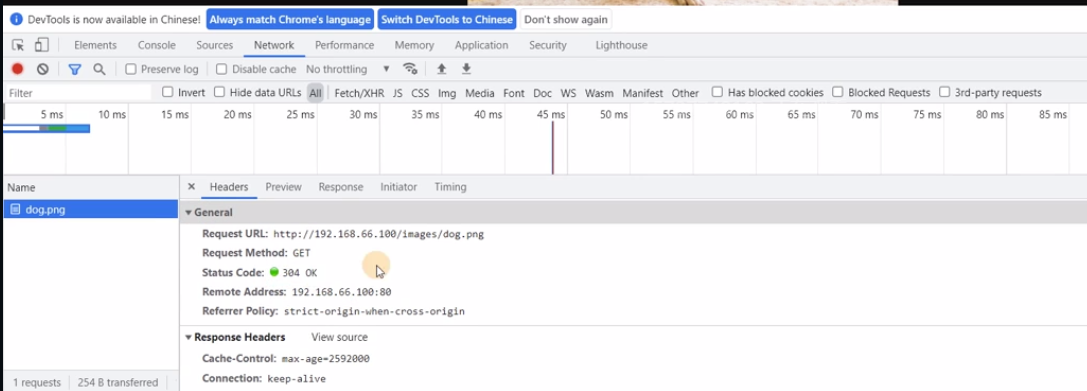 DevTools is now available in Chinese! Always match Chrome's language Switch DevTools to Chinese Don't show again
Elements Console Sources Network Performance Memory Application Security Lighthouse
Preserve log Disable cache No throttling
Filter Invert Hide data URLs All Fetch/XHR JS CSS Img Media Font Doc WS Wasm Manifest Other Has blocked cookies Blocked Requests 3rd-party requests
5 ms 10 ms 15 ms 20 ms 25 ms 30 ms 35 ms 40 ms 45 ms 50 ms 55 ms 60 ms 65 ms 70 ms 75 ms 80 ms 85 ms
Name Headers Preview Response Initiator Timing
dog.png
General
Request URL: http://192.168.66.100/images/dog.png
Request Method: GET
Status Code: 304 OK
Remote Address: 192.168.66.100:80
Referrer Policy: strict-origin-when-cross-origin
Response Headers View source
Cache-Control: max-age=2592000
Connection: keep-alive
1 requests 254 B transferred